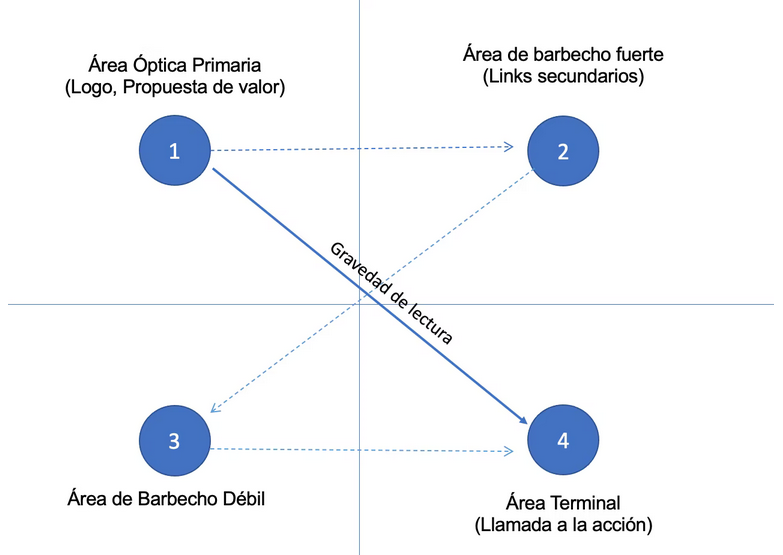 Área Óptica Primaria
(Logo, Propuesta de valor)
Área de barbecho fuerte
(Links secundarios)
1
2
Gravedad de lectura
3
4
Área de Barbecho Débil
Área Terminal
(Llamada a la acción)